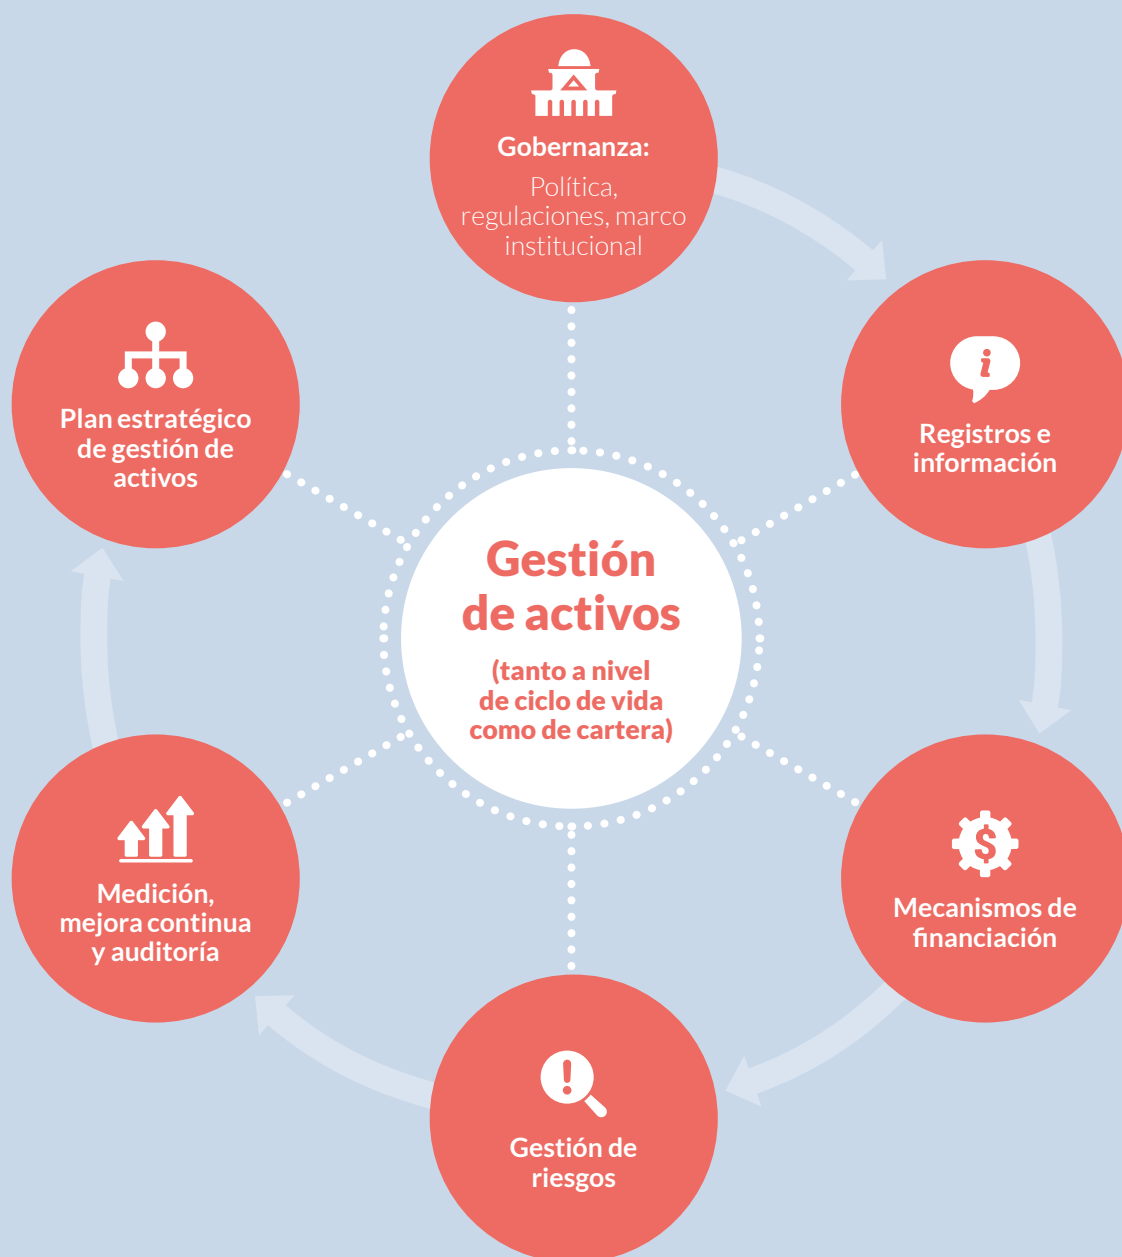 Gobernanza:
Política,
regulaciones, marco
institucional
Registros e
información
Mecanismos de
financiación
Gestión de
riesgos
Medición,
mejora continua
y auditoría
Plan estratégico
de gestión de
activos
Gestión
de activos
(tanto a nivel
de ciclo de vida
como de cartera)
i
$
!